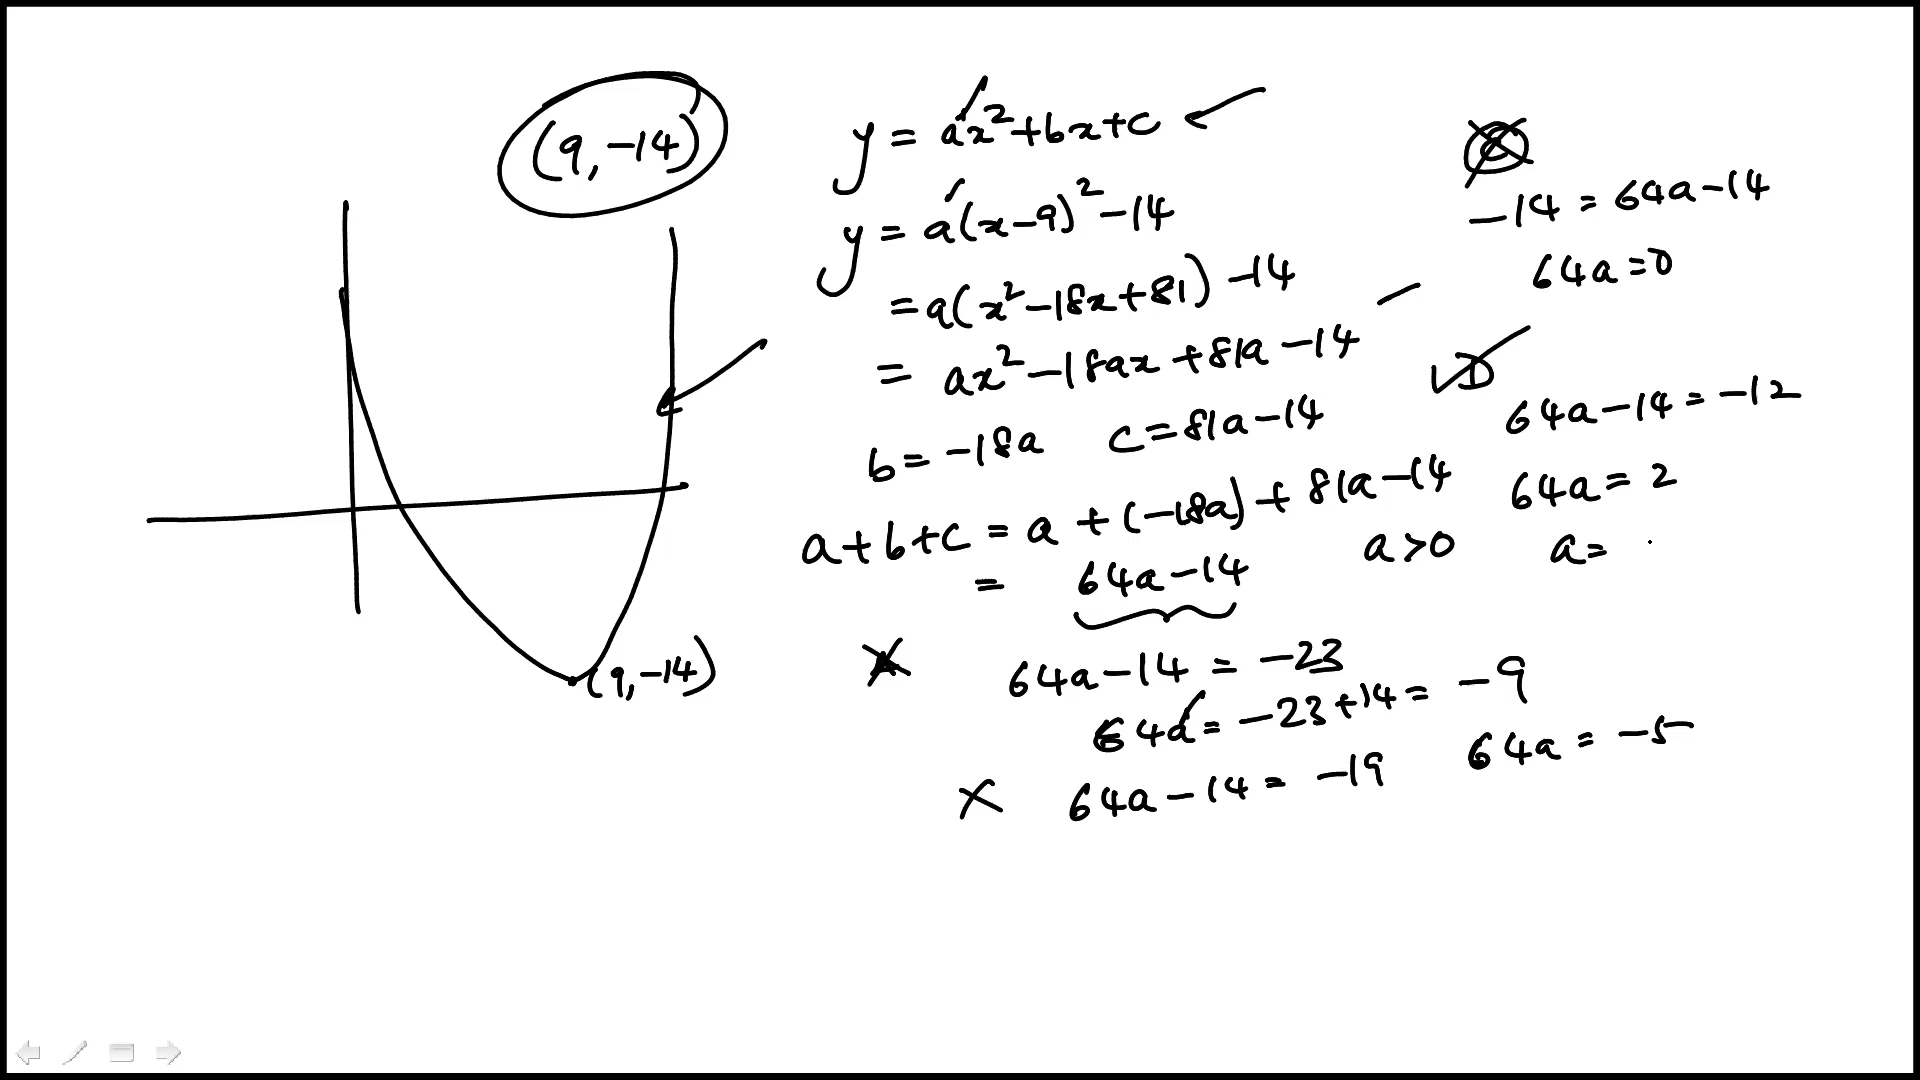 (9,-14)
y = ax²+bx+c
y = a(x-9)²-14
= a(x²-18x+81) -14
= ax²-18ax+81a-14
b=-18a c=81a-14
a+b+c = a+(-18a)+81a-14
= 64a-14
a>0
(9,-14)
A 64a-14 = -23
64a = -23+14 = -9
64a-14 = -19 64a = -5
-14 = 64a-14
64a=0
D
64a-14 = -12
64a = 2
a=